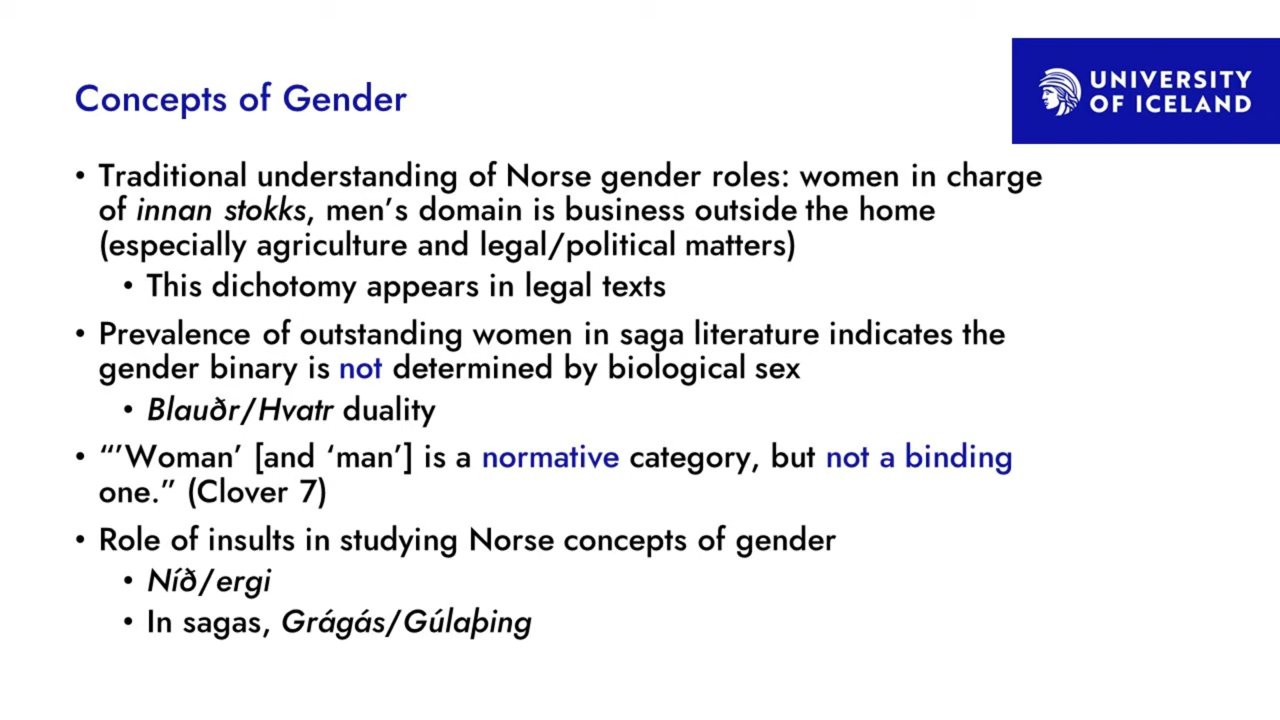 Concepts of Gender
UNIVERSITY
OF ICELAND
• Traditional understanding of Norse gender roles: women in charge
of innan stokks, men’s domain is business outside the home
(especially agriculture and legal/political matters)
• This dichotomy appears in legal texts
• Prevalence of outstanding women in saga literature indicates the
gender binary is not determined by biological sex
• Blauðr/Hvatr duality
• “’Woman’ [and ‘man’] is a normative category, but not a binding
one.” (Clover 7)
• Role of insults in studying Norse concepts of gender
• Níð/ergi
• In sagas, Grágás/Gúlaþing